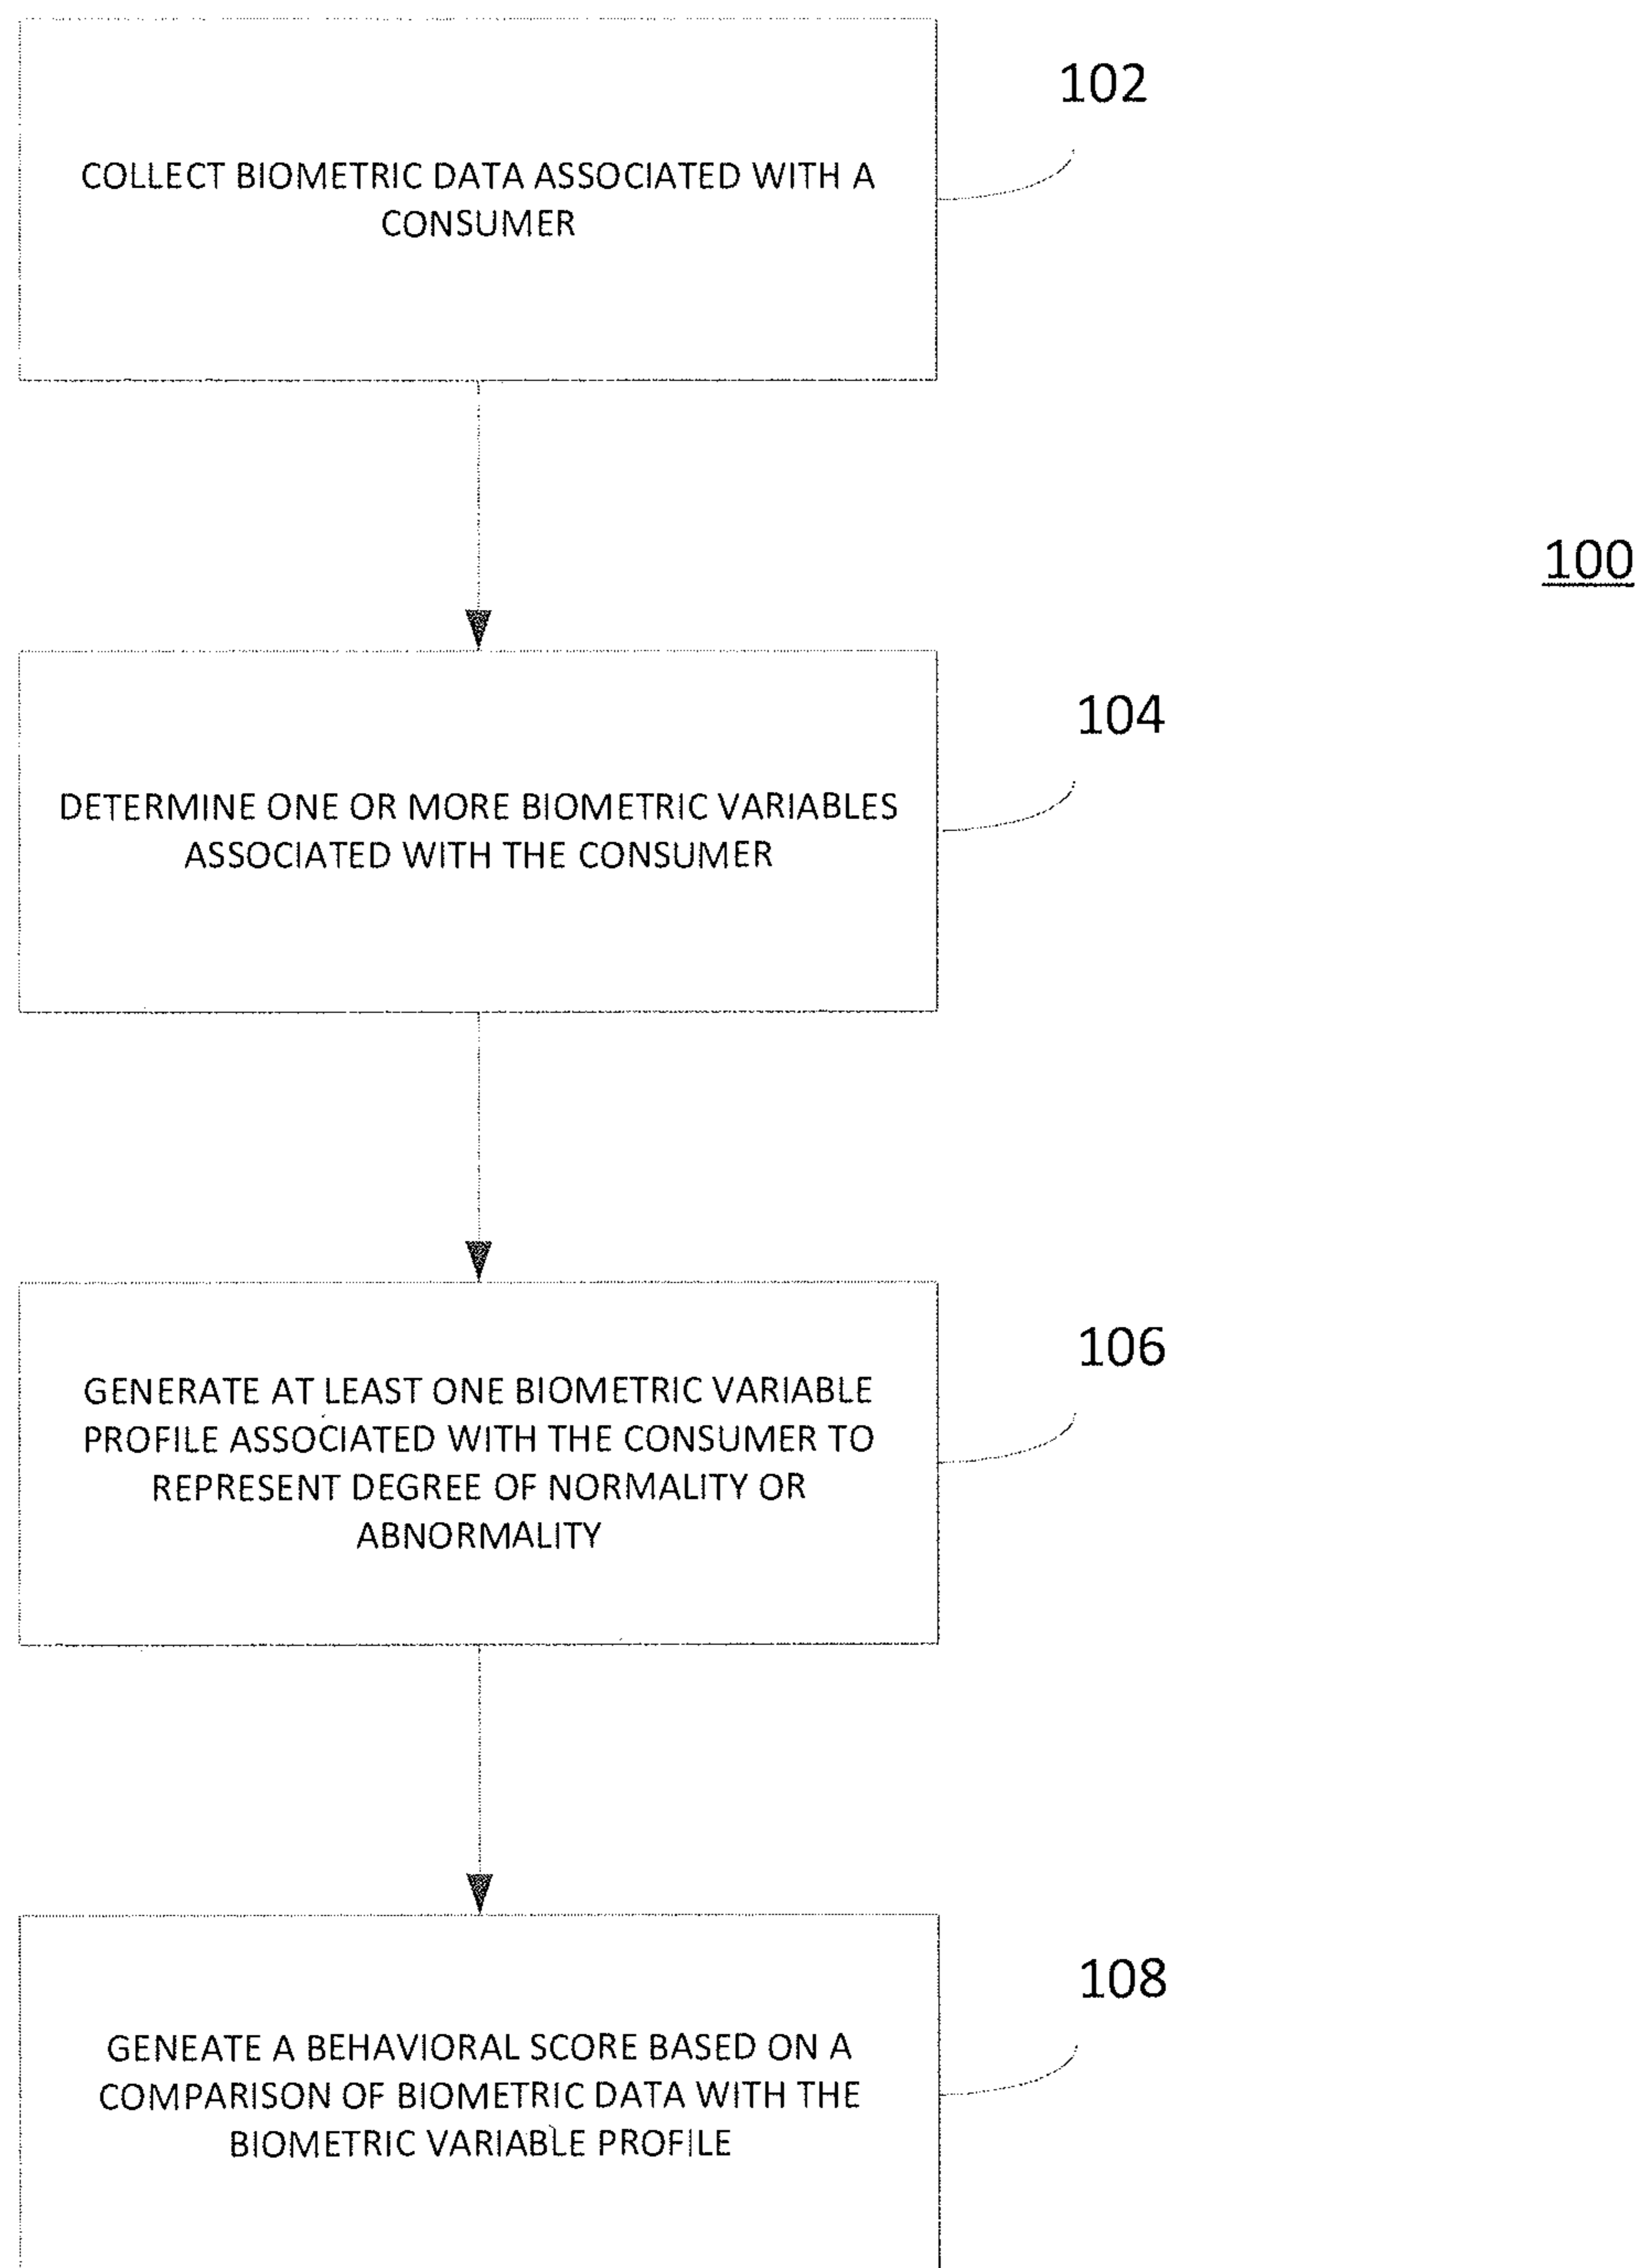 102
COLLECT BIOMETRIC DATA ASSOCIATED WITH A
CONSUMER
100
104
DETERMINE ONE OR MORE BIOMETRIC VARIABLES
ASSOCIATED WITH THE CONSUMER
106
GENERATE AT LEAST ONE BIOMETRIC VARIABLE
PROFILE ASSOCIATED WITH THE CONSUMER TO
REPRESENT DEGREE OF NORMALITY OR
ABNORMALITY
108
GENEATE A BEHAVIORAL SCORE BASED ON A
COMPARISON OF BIOMETRIC DATA WITH THE
BIOMETRIC VARIABLE PROFILE